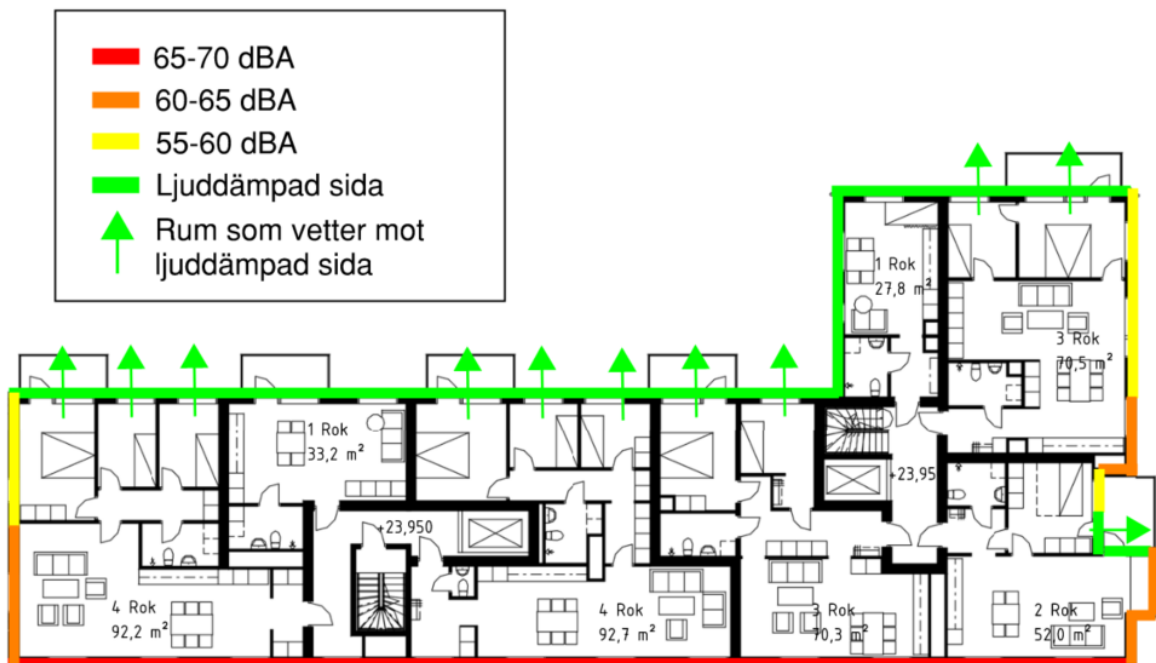 65-70 dBA
60-65 dBA
55-60 dBA
Ljuddämpad sida
Rum som vetter mot
ljuddämpad sida
1 Rok
27,8 m²
3 Rok
70,5 m²
1 Rok
33,2 m²
+23,95
+23,950
4 Rok
92,2 m²
4 Rok
92,7 m²
3 Rok
70,3 m²
2 Rok
52,0 m²